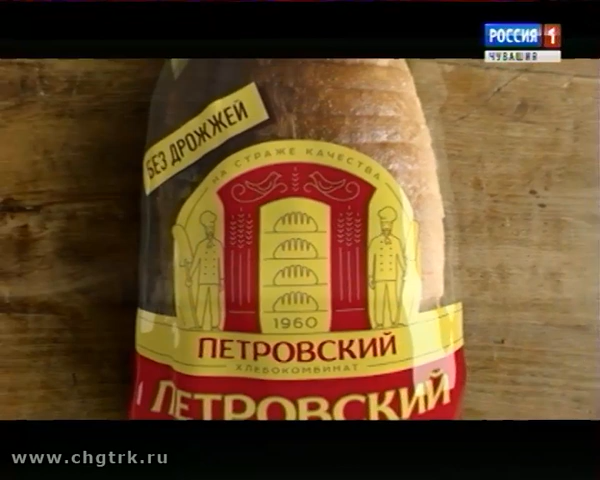 РОССИЯ 1
ЧУВАШИЯ
БЕЗ ДРОЖЖЕЙ
НА СТРАЖЕ КАЧЕСТВА
1960
ПЕТРОВСКИЙ
ХЛЕБОКОМБИНАТ
ПЕТРОВСКИЙ
www.chgtrk.ru